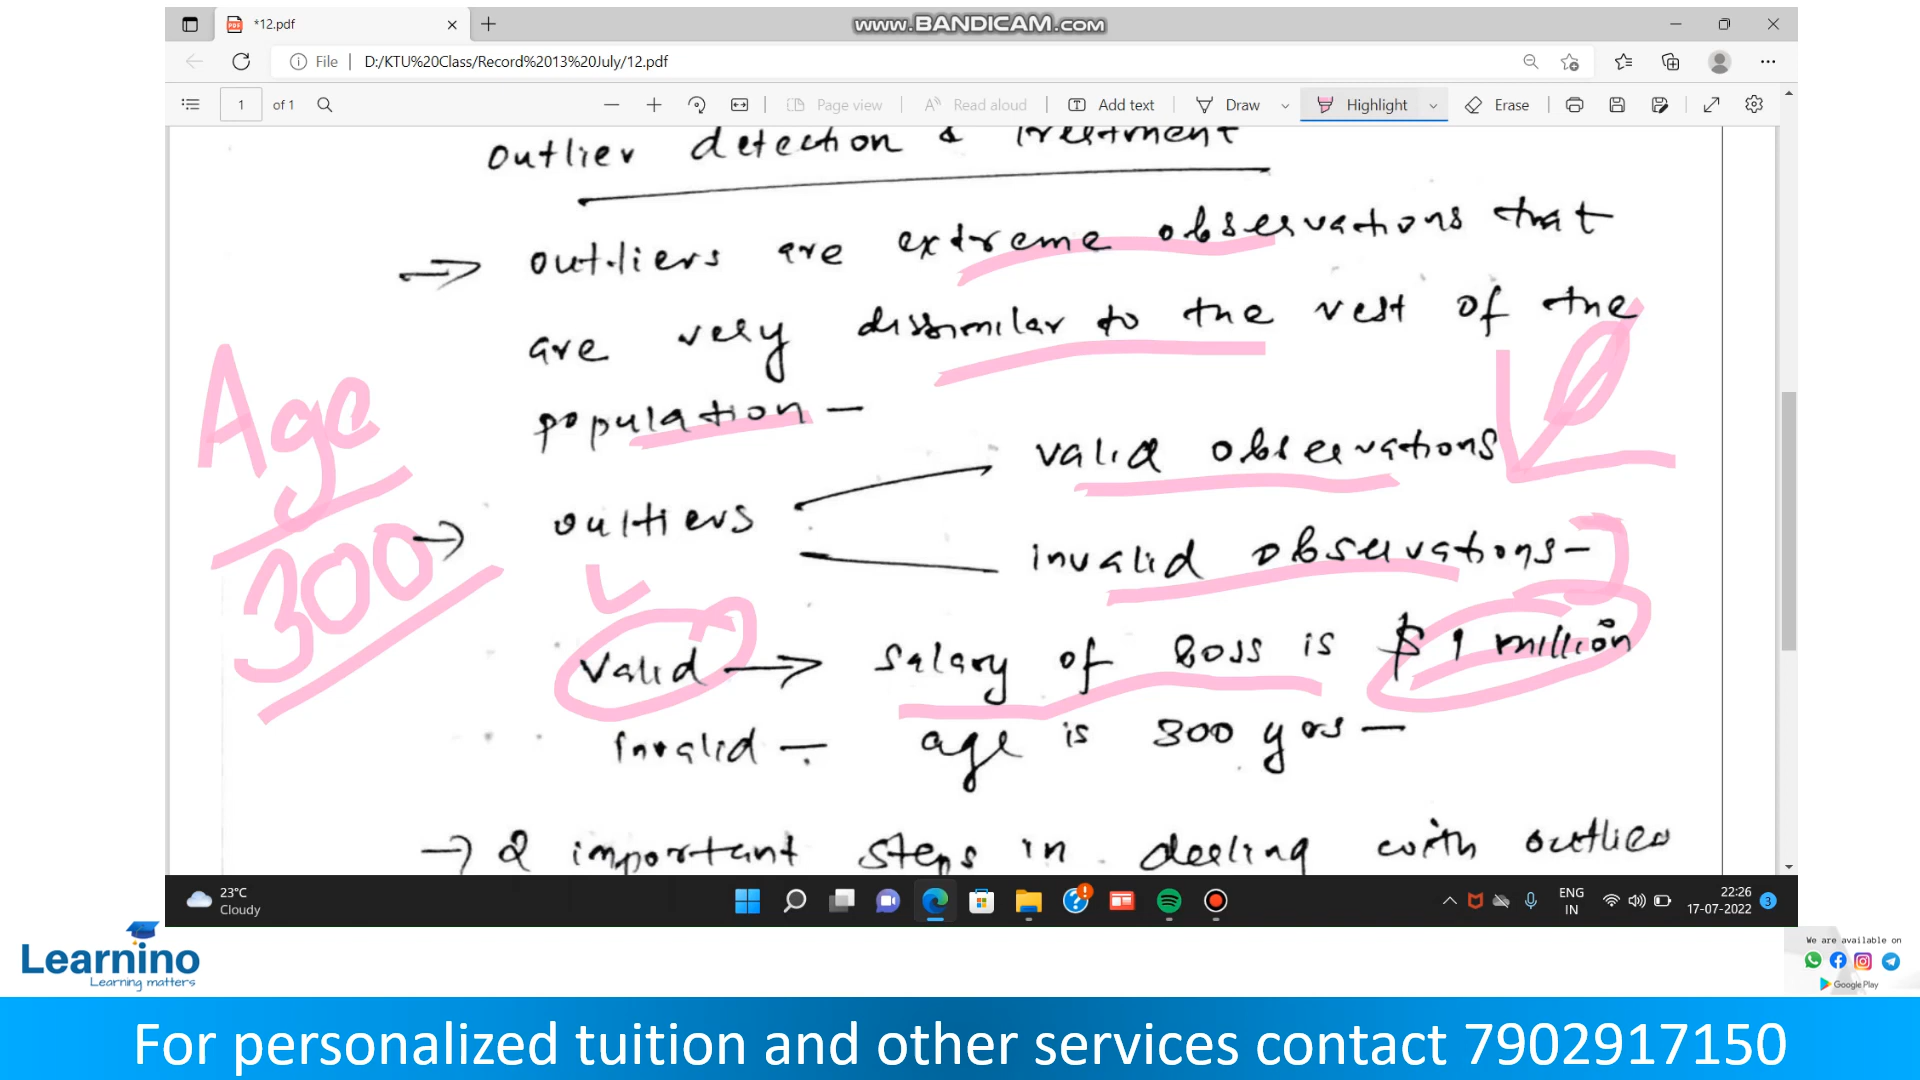 *12.pdf
www.BANDICAM.com
File
D:/KTU%20Class/Record%2013%20July/12.pdf
1 of 1
Page view
Read aloud
Add text
Draw
Highlight
Erase
outlier detection & Treatment
outliers are extreme observations that
are very dissimilar to the rest of the
population -
Age
300
valid observations
outliers
invalid observations -
valid → salary of Boss is $ 1 million
invalid - age is 300 yrs -
→ 2 important steps in dealing with outlier
23°C
Cloudy
ENG
IN
22:26
17-07-2022
3
Learnino
Learning matters
We are available on
Google Play
For personalized tuition and other services contact 7902917150